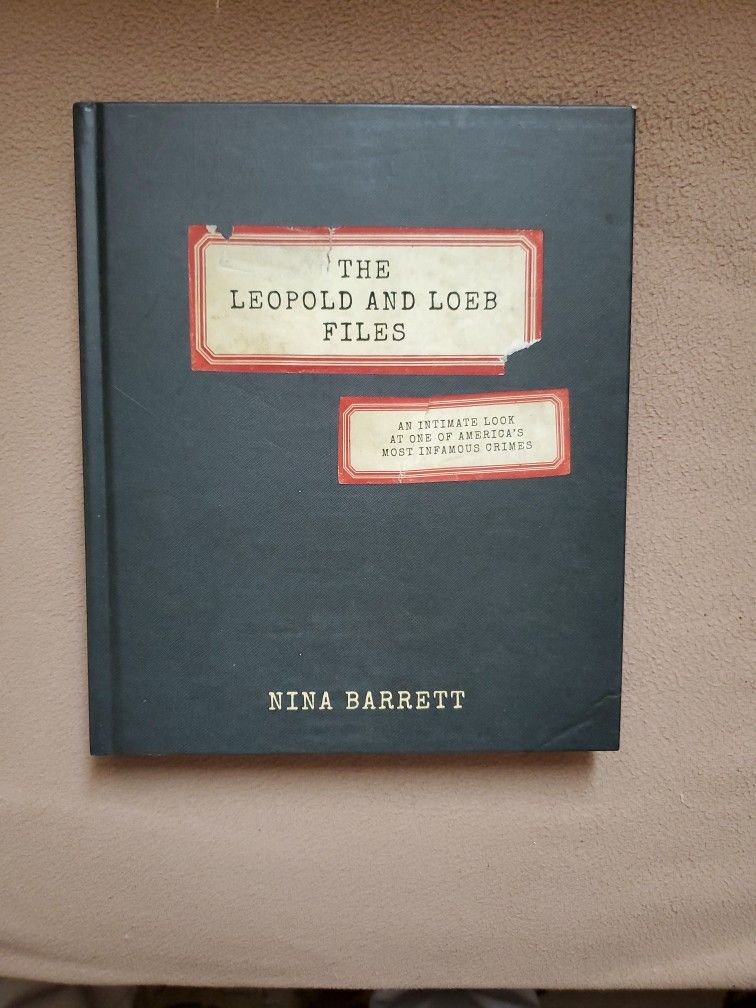 THE
LEOPOLD AND LOEB
FILES
AN INTIMATE LOOK
AT ONE OF AMERICA'S
MOST INFAMOUS CRIMES
NINA BARRETT